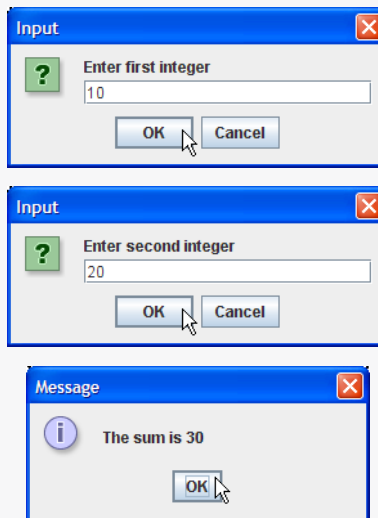 Input
?
Enter first integer
10
OK
Cancel
Input
?
Enter second integer
20
OK
Cancel
Message
i
The sum is 30
OK